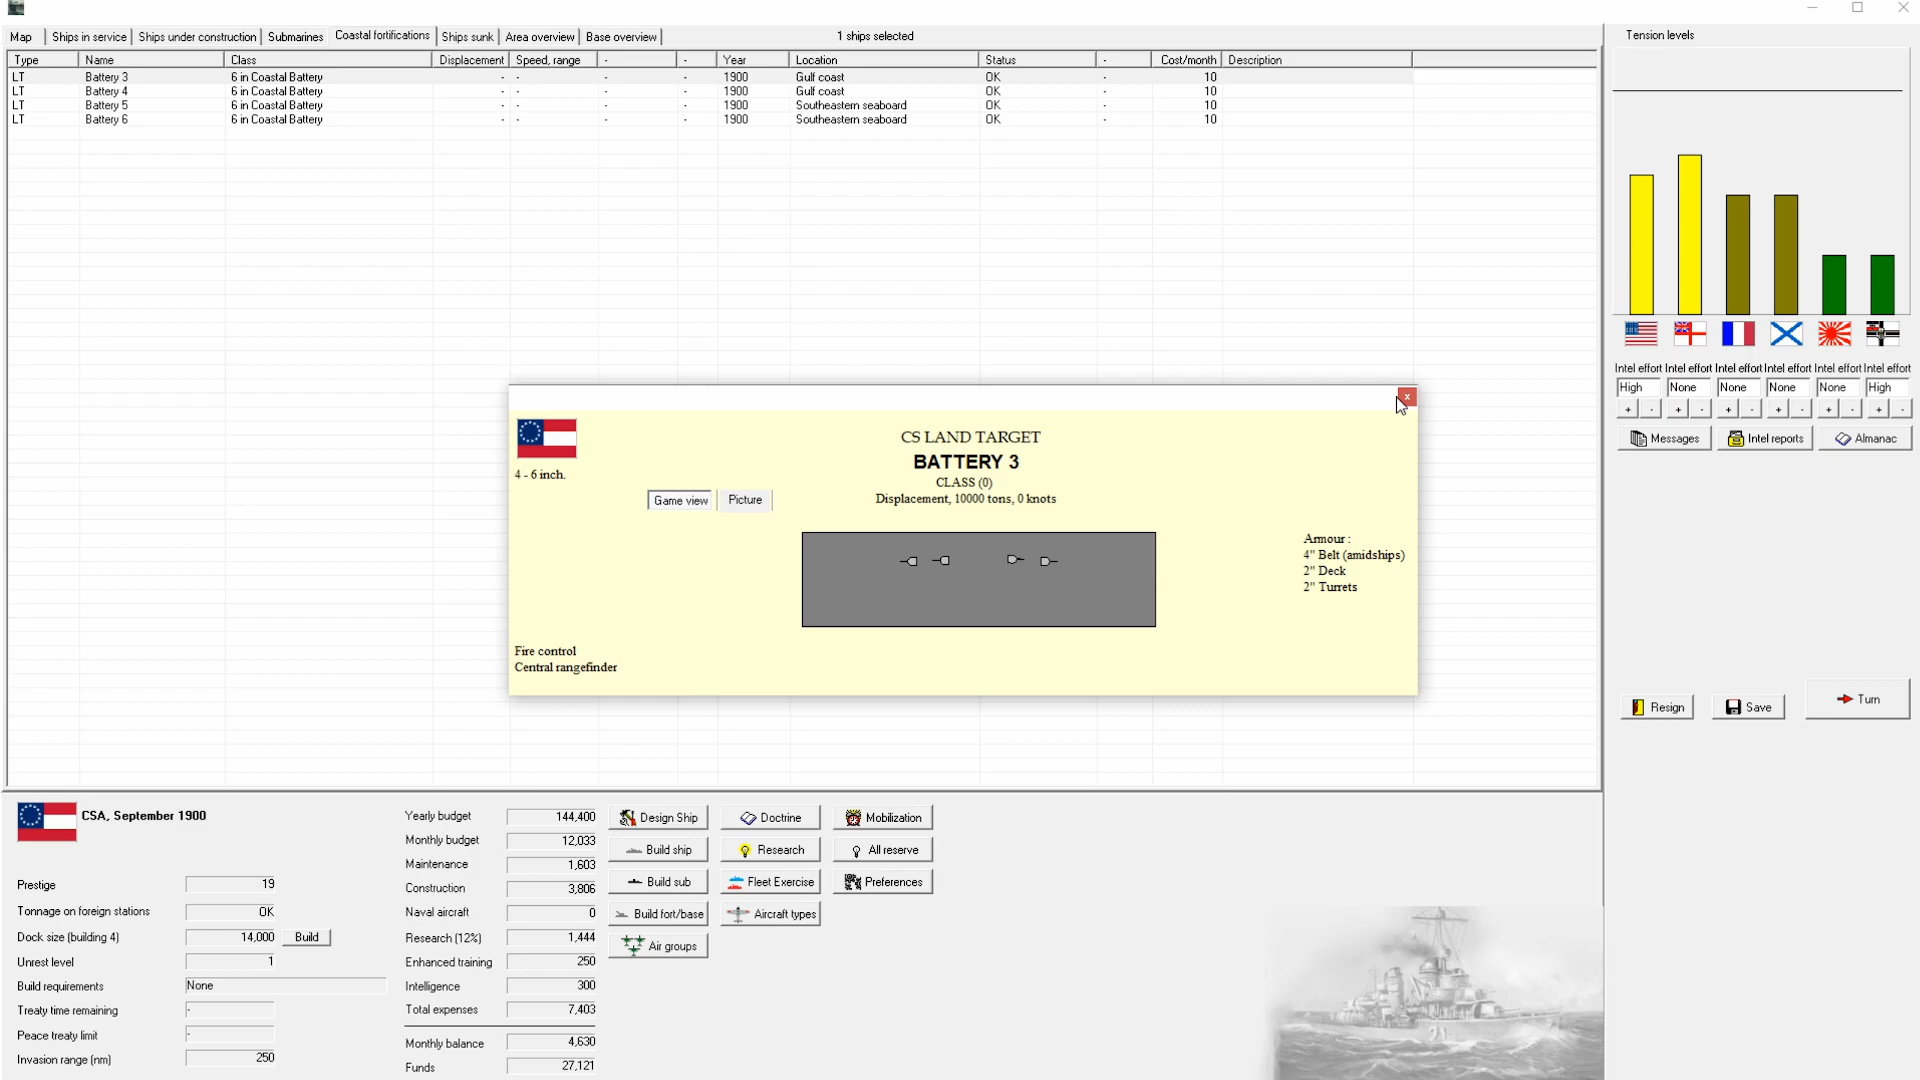 Map Ships in service Ships under construction Submarines Coastal fortifications Ships sunk Area overview Base overview 1 ships selected Tension levels
Type Name Class Displacement Speed, range - - Year Location Status - Cost/month Description
LT Battery 3 6 in Coastal Battery - - - - 1900 Gulf coast OK - 10
LT Battery 4 6 in Coastal Battery - - - - 1900 Gulf coast OK - 10
LT Battery 5 6 in Coastal Battery - - - - 1900 Southeastern seaboard OK - 10
LT Battery 6 6 in Coastal Battery - - - - 1900 Southeastern seaboard OK - 10
Intel effort Intel effort Intel effort Intel effort Intel effort Intel effort
High None None None None High
+ - + - + - + - + - + -
Messages Intel reports Almanac
x
CS LAND TARGET
BATTERY 3
CLASS (0)
Displacement, 10000 tons, 0 knots
4 - 6 inch.
Game view Picture
Armour :
4" Belt (amidships)
2" Deck
2" Turrets
Fire control
Central rangefinder
Resign Save Turn
CSA, September 1900
Prestige 19
Tonnage on foreign stations OK
Dock size (building 4) 14,000 Build
Unrest level 1
Build requirements None
Treaty time remaining -
Peace treaty limit -
Invasion range (nm) 250
Yearly budget 144,400
Monthly budget 12,033
Maintenance 1,603
Construction 3,806
Naval aircraft 0
Research (12%) 1,444
Enhanced training 250
Intelligence 300
Total expenses 7,403
Monthly balance 4,630
Funds 27,121
Design Ship Doctrine Mobilization
Build ship Research All reserve
Build sub Fleet Exercise Preferences
Build fort/base Aircraft types
Air groups